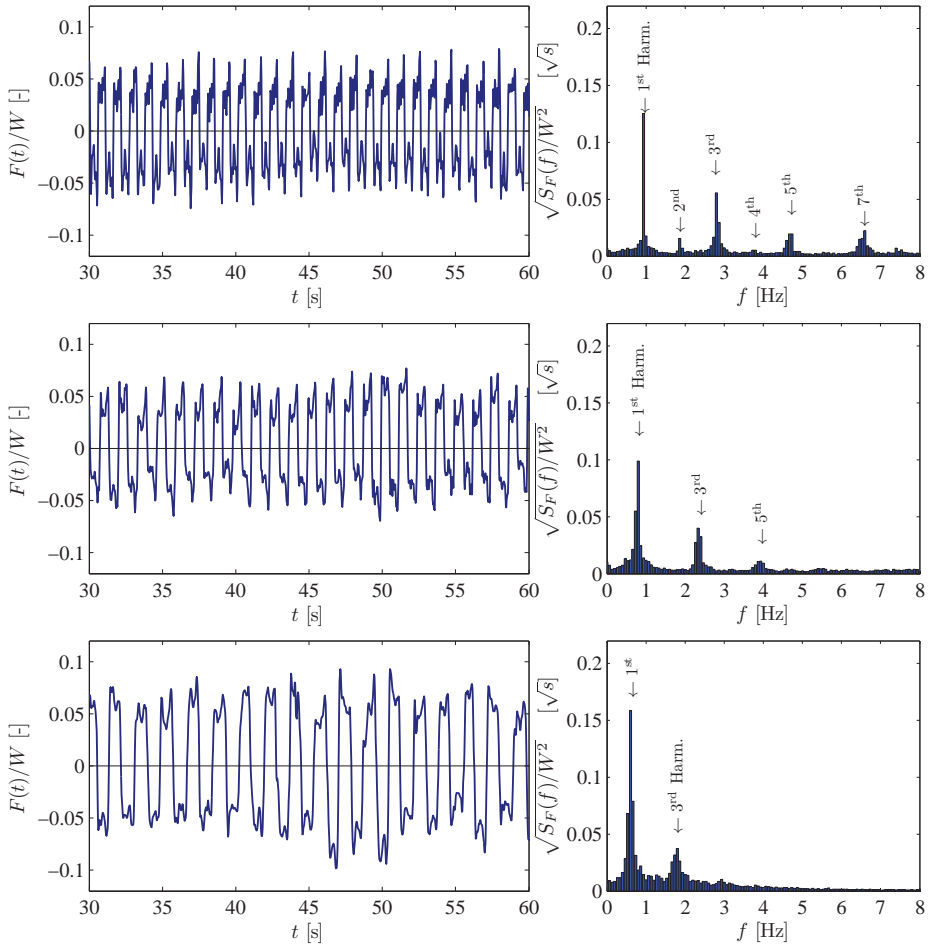 0.1
0.05
0
−0.05
−0.1
F(t)/W [-]
30 35 40 45 50 55 60
t [s]
0.2
0.15
0.1
0.05
0
√S_F(f)/W² [√s]
← 1st Harm.
← 2nd
← 3rd
← 4th
← 5th
← 7th
0 1 2 3 4 5 6 7 8
f [Hz]
0.1
0.05
0
−0.05
−0.1
F(t)/W [-]
30 35 40 45 50 55 60
t [s]
0.2
0.15
0.1
0.05
0
√S_F(f)/W² [√s]
← 1st Harm.
← 3rd
← 5th
0 1 2 3 4 5 6 7 8
f [Hz]
0.1
0.05
0
−0.05
−0.1
F(t)/W [-]
30 35 40 45 50 55 60
t [s]
0.2
0.15
0.1
0.05
0
√S_F(f)/W² [√s]
← 1st
← 3rd Harm.
0 1 2 3 4 5 6 7 8
f [Hz]